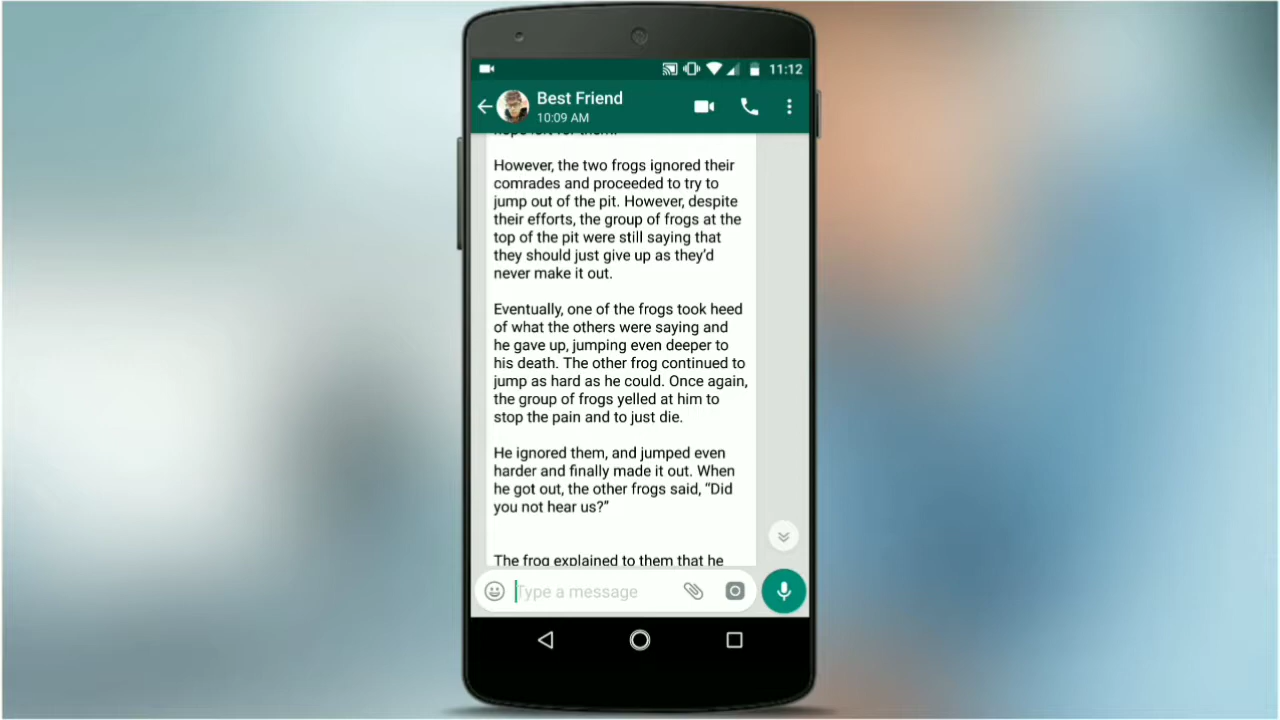 11:12
Best Friend
10:09 AM
However, the two frogs ignored their
comrades and proceeded to try to
jump out of the pit. However, despite
their efforts, the group of frogs at the
top of the pit were still saying that
they should just give up as they’d
never make it out.
Eventually, one of the frogs took heed
of what the others were saying and
he gave up, jumping even deeper to
his death. The other frog continued to
jump as hard as he could. Once again,
the group of frogs yelled at him to
stop the pain and to just die.
He ignored them, and jumped even
harder and finally made it out. When
he got out, the other frogs said, “Did
you not hear us?”
The frog explained to them that he
Type a message